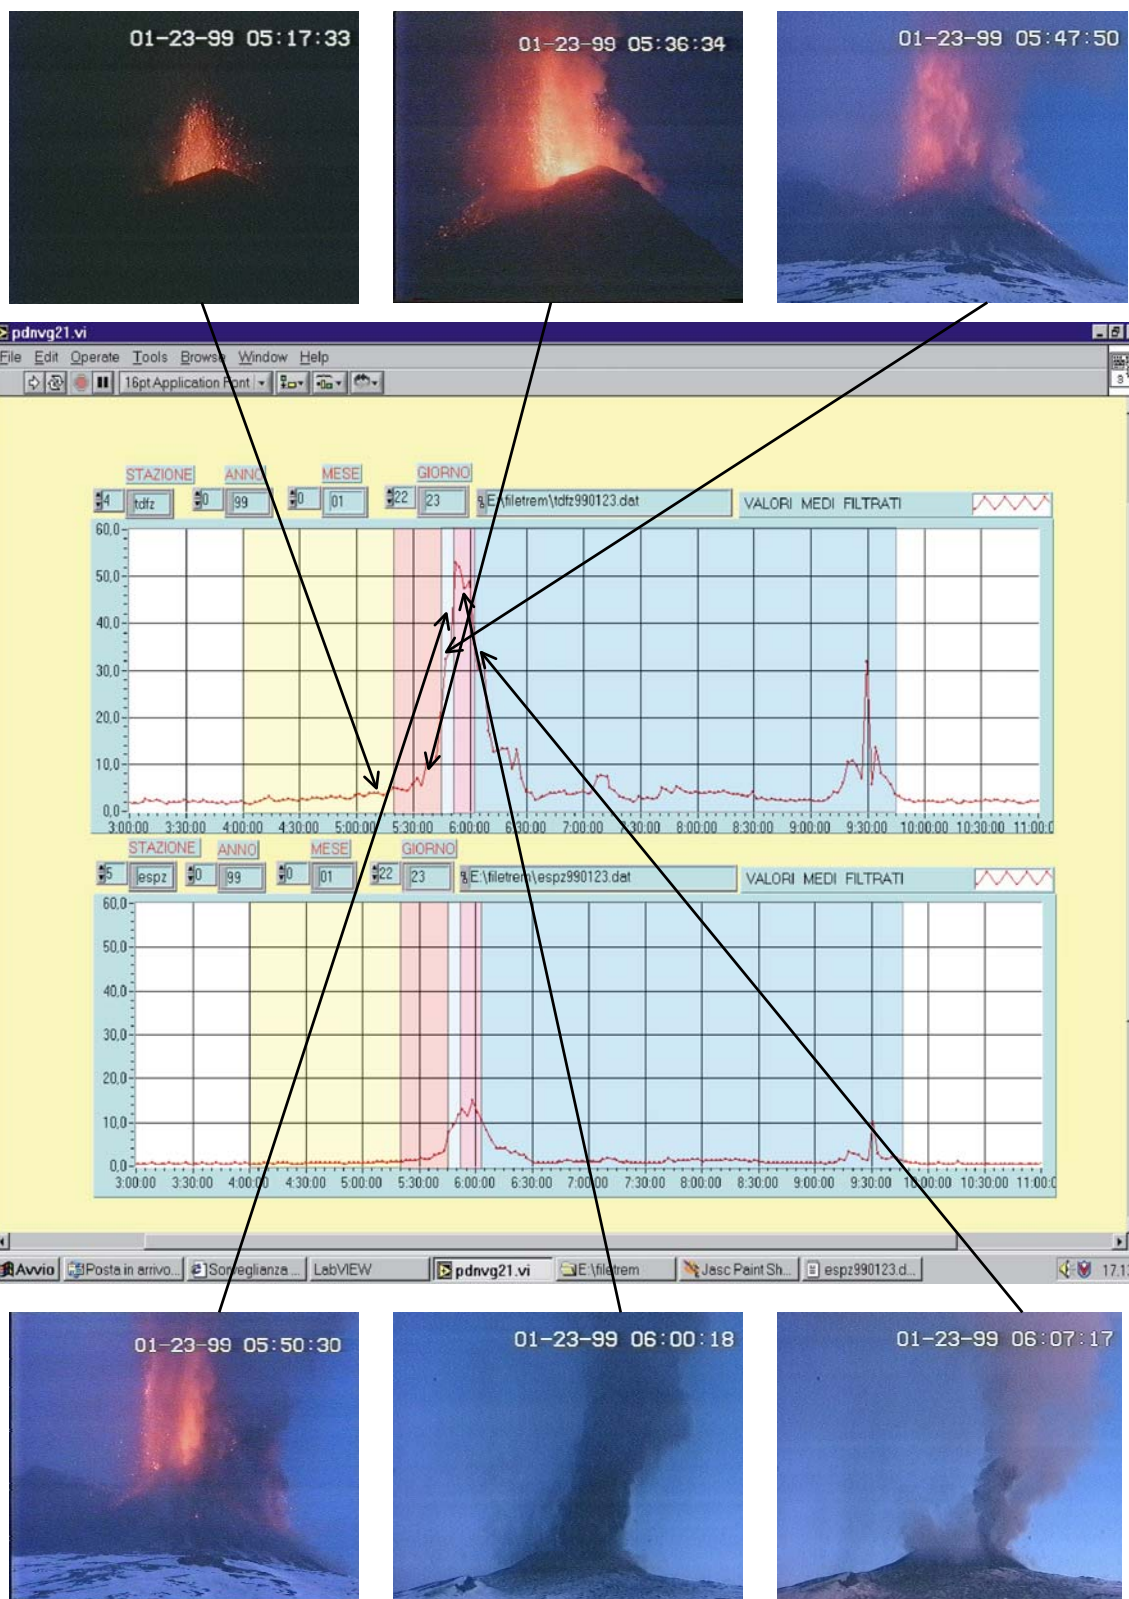 01-23-99 05:17:33
01-23-99 05:36:34
01-23-99 05:47:50
pdnvg21.vi
File Edit Operate Tools Browse Window Help
16pt Application Font
3
STAZIONE ANNO MESE GIORNO
4 tdfz 0 99 0 01 22 23 E:\filetrem\tdfz990123.dat VALORI MEDI FILTRATI
60,0
50,0
40,0
30,0
20,0
10,0
0,0
3:00:00 3:30:00 4:00:00 4:30:00 5:00:00 5:30:00 6:00:00 6:30:00 7:00:00 7:30:00 8:00:00 8:30:00 9:00:00 9:30:00 10:00:00 10:30:00 11:00:0
STAZIONE ANNO MESE GIORNO
5 espz 0 99 0 01 22 23 E:\filetrem\espz990123.dat VALORI MEDI FILTRATI
60,0
50,0
40,0
30,0
20,0
10,0
0,0
3:00:00 3:30:00 4:00:00 4:30:00 5:00:00 5:30:00 6:00:00 6:30:00 7:00:00 7:30:00 8:00:00 8:30:00 9:00:00 9:30:00 10:00:00 10:30:00 11:00:0
Avvio Posta in arrivo... Sorveglianza ... LabVIEW pdnvg21.vi E:\filetrem Jasc Paint Sh... espz990123.d... 17.1
01-23-99 05:50:30
01-23-99 06:00:18
01-23-99 06:07:17